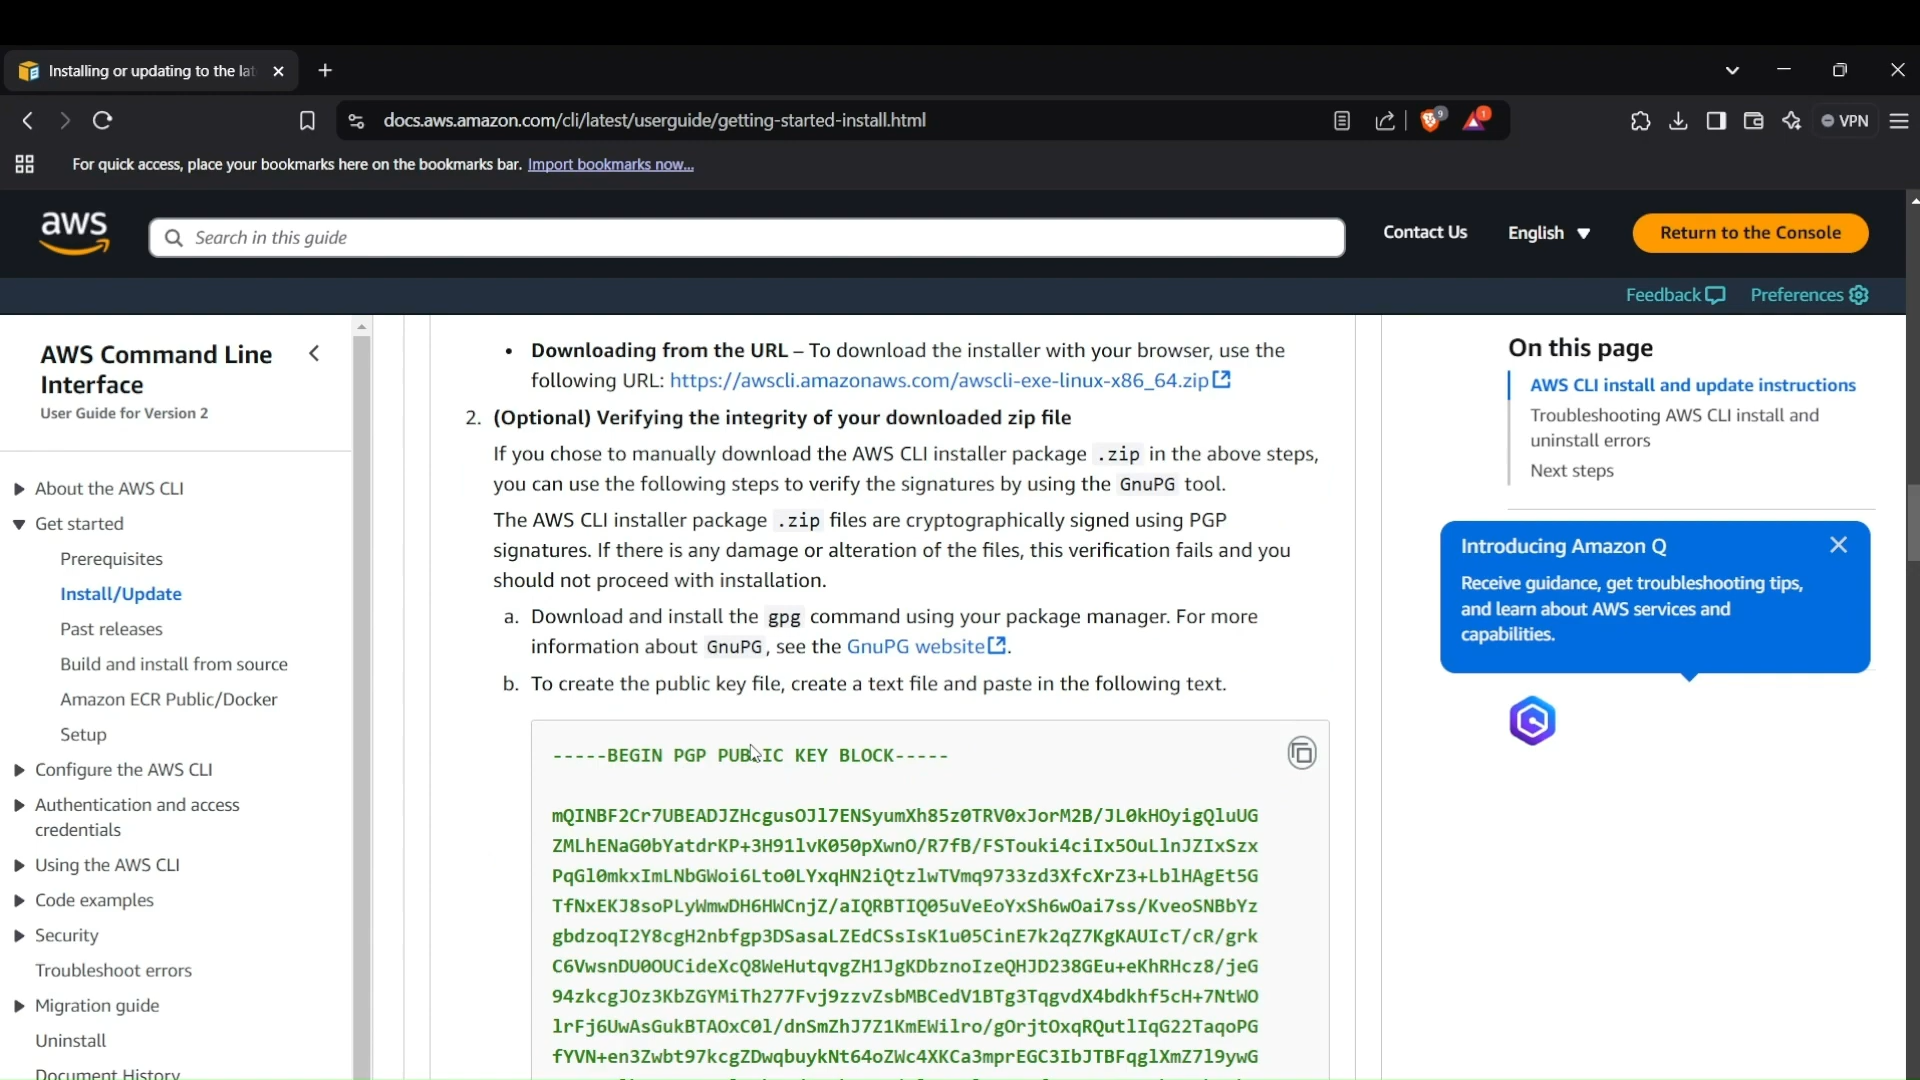 Installing or updating to the lat
docs.aws.amazon.com/cli/latest/userguide/getting-started-install.html
9
1
VPN
For quick access, place your bookmarks here on the bookmarks bar. Import bookmarks now...
aws
Search in this guide
Contact Us
English
Return to the Console
Feedback
Preferences
AWS Command Line
Interface
User Guide for Version 2
About the AWS CLI
Get started
Prerequisites
Install/Update
Past releases
Build and install from source
Amazon ECR Public/Docker
Setup
Configure the AWS CLI
Authentication and access
credentials
Using the AWS CLI
Code examples
Security
Troubleshoot errors
Migration guide
Uninstall
Document History
• Downloading from the URL – To download the installer with your browser, use the
following URL: https://awscli.amazonaws.com/awscli-exe-linux-x86_64.zip
2. (Optional) Verifying the integrity of your downloaded zip file
If you chose to manually download the AWS CLI installer package .zip in the above steps,
you can use the following steps to verify the signatures by using the GnuPG tool.
The AWS CLI installer package .zip files are cryptographically signed using PGP
signatures. If there is any damage or alteration of the files, this verification fails and you
should not proceed with installation.
a. Download and install the gpg command using your package manager. For more
information about GnuPG, see the GnuPG website.
b. To create the public key file, create a text file and paste in the following text.
-----BEGIN PGP PUBLIC KEY BLOCK-----
mQINBF2Cr7UBEADJZHcgusOJl7ENSyumXh85z0TRV0xJorM2B/JL0kHOyigQluUG
ZMLhENaG0bYatdrKP+3H91lvK050pXwnO/R7fB/FSTouki4ciIx5OuLlnJZIxSzx
PqGl0mkxImLNbGWoi6Lto0LYxqHN2iQtzlwTVmq9733zd3XfcXrZ3+LblHAgEt5G
TfNxEKJ8soPLyWmwDH6HWCnjZ/aIQRBTIQ05uVeEoYxSh6wOai7ss/KveoSNBbYz
gbdzoqI2Y8cgH2nbfgp3DSasaLZEdCSsIsK1u05CinE7k2qZ7KgKAUIcT/cR/grk
C6VwsnDU0OUCideXcQ8WeHutqvgZH1JgKDbznoIzeQHJD238GEu+eKhRHcz8/jeG
94zkcgJOz3KbZGYMiTh277Fvj9zzvZsbMBCedV1BTg3TqgvdX4bdkhf5cH+7NtWO
lrFj6UwAsGukBTAOxC0l/dnSmZhJ7Z1KmEWilro/gOrjtOxqRQutlIqG22TaqoPG
fYVN+en3Zwbt97kcgZDwqbuykNt64oZWc4XKCa3mprEGC3IbJTBFqglXmZ7l9ywG
On this page
AWS CLI install and update instructions
Troubleshooting AWS CLI install and
uninstall errors
Next steps
Introducing Amazon Q
Receive guidance, get troubleshooting tips,
and learn about AWS services and
capabilities.